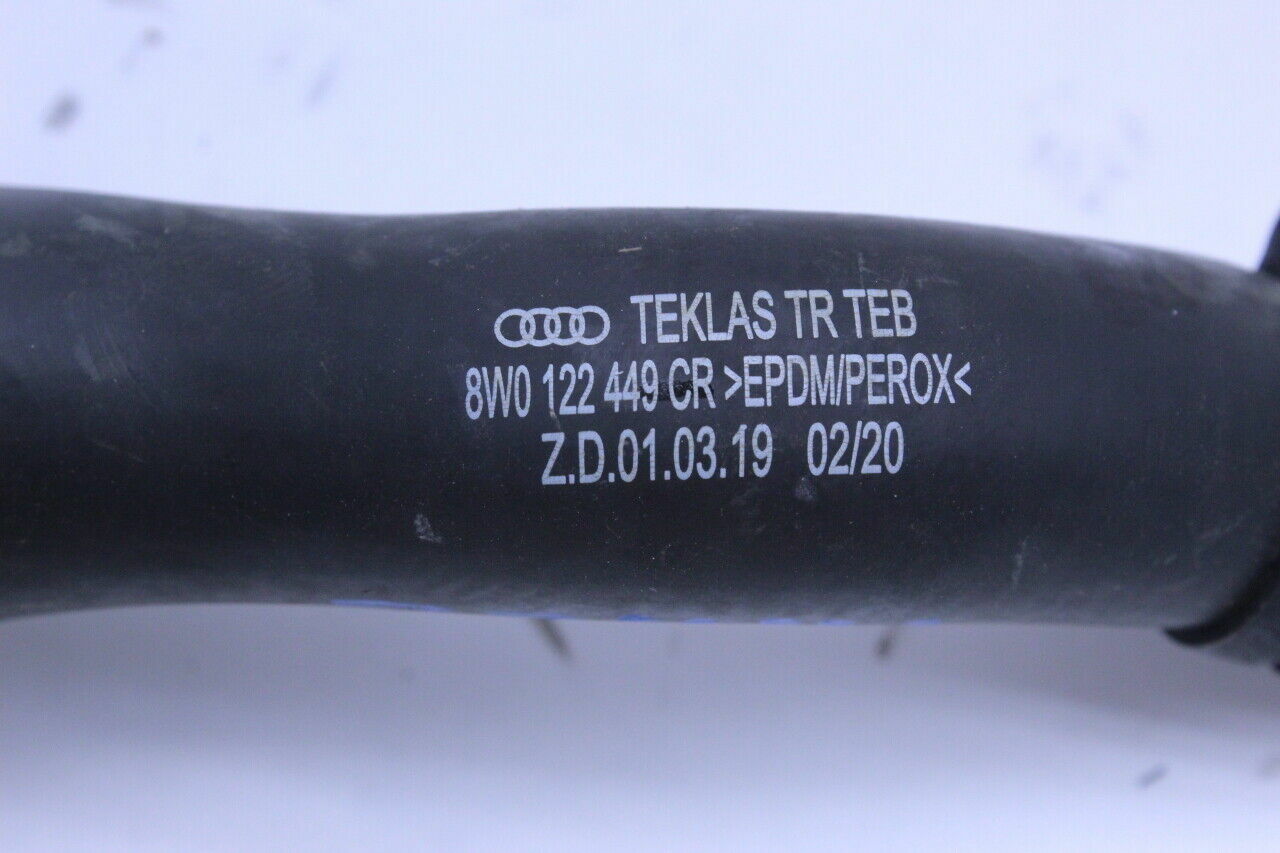 TEKLAS TR TEB
8W0 122 449 CR >EPDM/PEROX<
Z.D.01.03.19 02/20